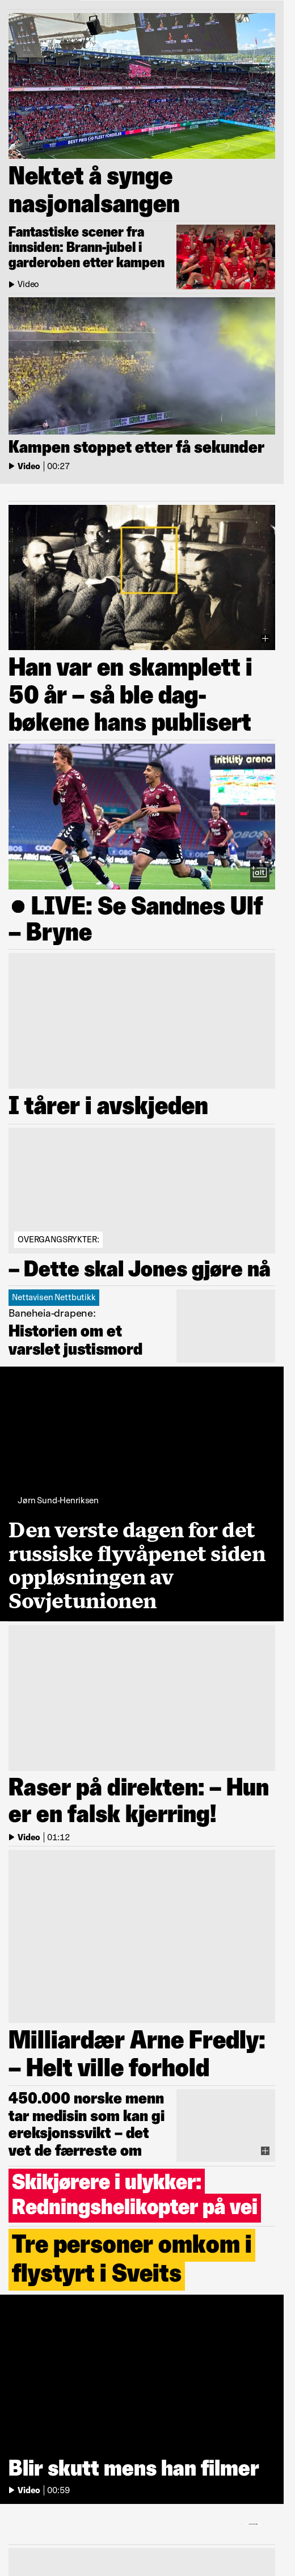 Nektet å synge
nasjonalsangen
Fantastiske scener fra
innsiden: Brann-jubel i
garderoben etter kampen
Video
Kampen stoppet etter få sekunder
Video | 00:27
Han var en skamplett i
50 år – så ble dag-
bøkene hans publisert
intility arena
OBOS
alt
● LIVE: Se Sandnes Ulf
– Bryne
I tårer i avskjeden
OVERGANGSRYKTER:
– Dette skal Jones gjøre nå
Nettavisen Nettbutikk
Baneheia-drapene:
Historien om et
varslet justismord
Jørn Sund-Henriksen
Den verste dagen for det
russiske flyvåpenet siden
oppløsningen av
Sovjetunionen
Raser på direkten: – Hun
er en falsk kjerring!
Video | 01:12
Milliardær Arne Fredly:
– Helt ville forhold
450.000 norske menn
tar medisin som kan gi
ereksjonssvikt – det
vet de færreste om
Skikjørere i ulykker:
Redningshelikopter på vei
Tre personer omkom i
flystyrt i Sveits
Blir skutt mens han filmer
Video | 00:59